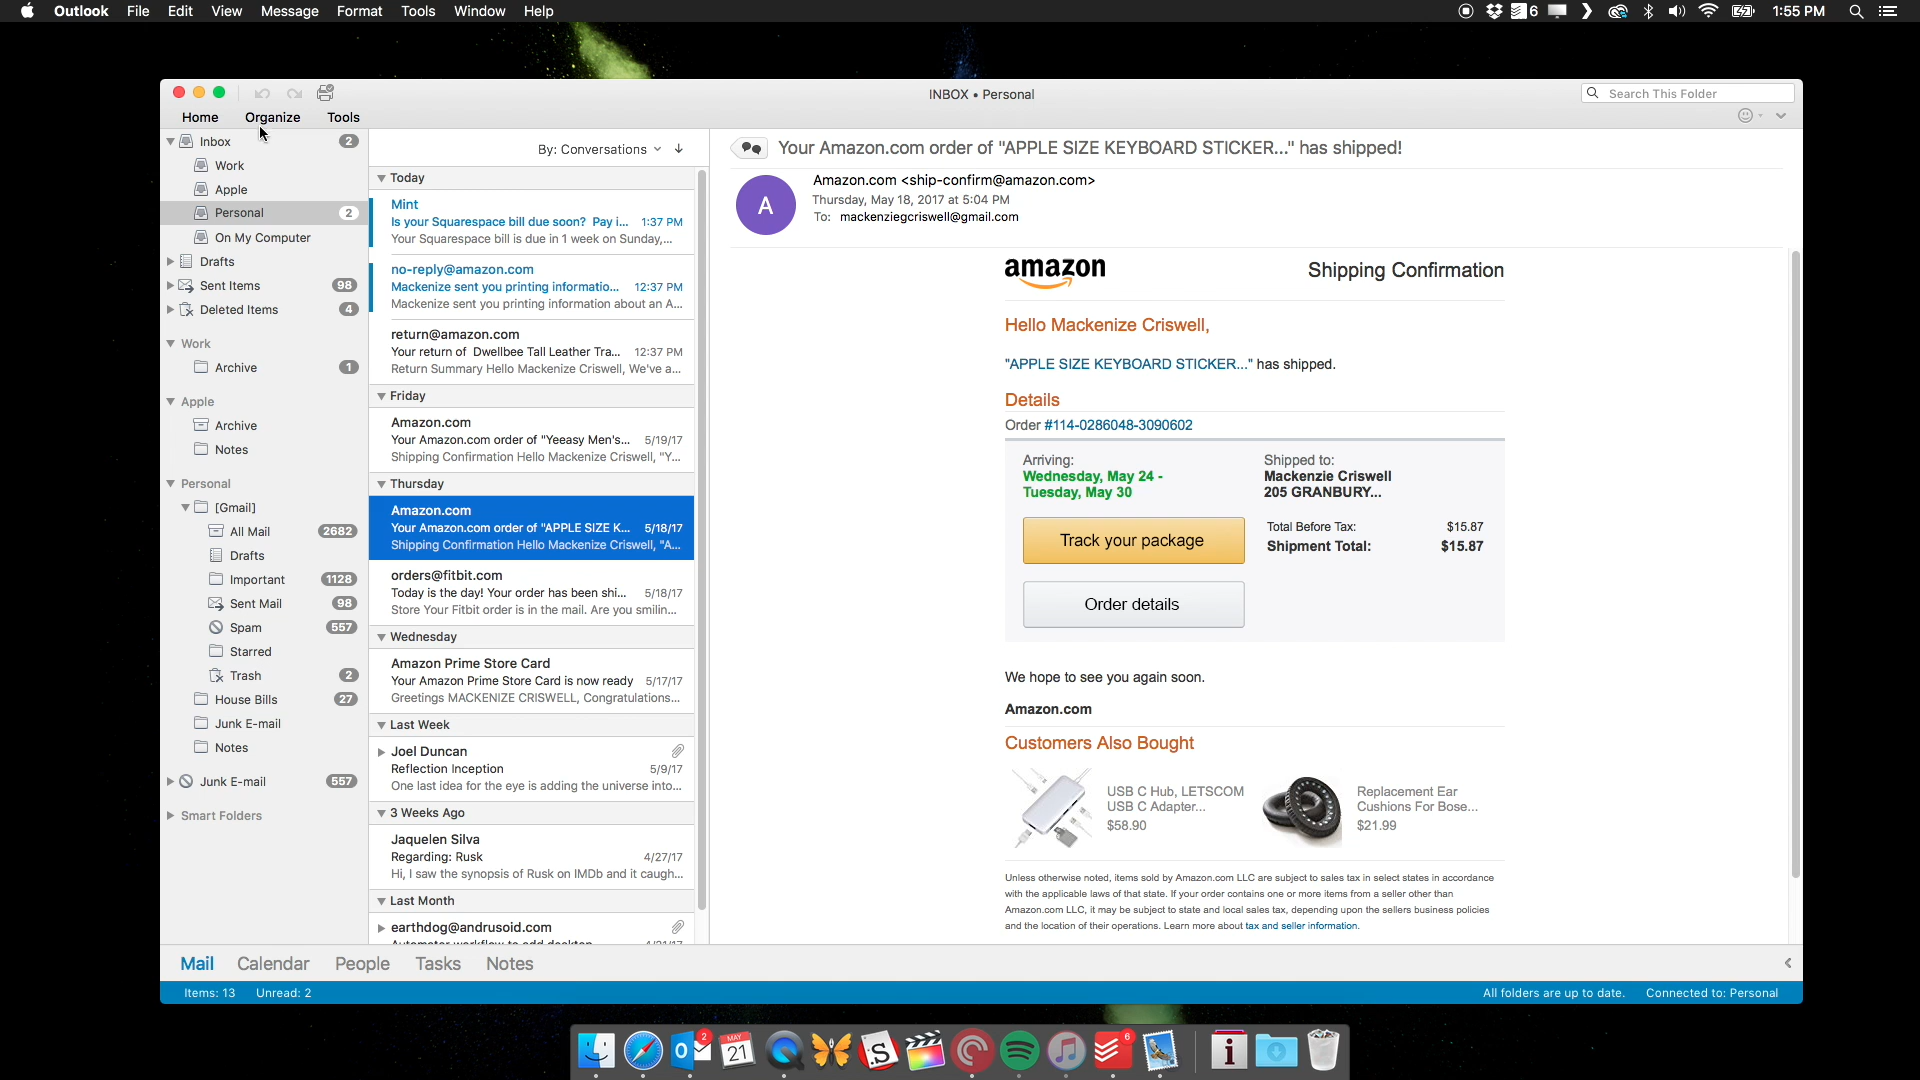 Outlook File Edit View Message Format Tools Window Help
6 1:55 PM
INBOX • Personal
Search This Folder
Home Organize Tools
Inbox 2
Work
Apple
Personal 2
On My Computer
Drafts
Sent Items 98
Deleted Items 4
Work
Archive 1
Apple
Archive
Notes
Personal
[Gmail]
All Mail 2682
Drafts
Important 1128
Sent Mail 98
Spam 557
Starred
Trash 2
House Bills 27
Junk E-mail
Notes
Junk E-mail 557
Smart Folders
By: Conversations
Today
Mint
Is your Squarespace bill due soon? Pay i... 1:37 PM
Your Squarespace bill is due in 1 week on Sunday,...
no-reply@amazon.com
Mackenize sent you printing informatio... 12:37 PM
Mackenize sent you printing information about an A...
return@amazon.com
Your return of Dwellbee Tall Leather Tra... 12:37 PM
Return Summary Hello Mackenize Criswell, We've a...
Friday
Amazon.com
Your Amazon.com order of "Yeeasy Men's... 5/19/17
Shipping Confirmation Hello Mackenize Criswell, "Y...
Thursday
Amazon.com
Your Amazon.com order of "APPLE SIZE K... 5/18/17
Shipping Confirmation Hello Mackenize Criswell, "A...
orders@fitbit.com
Today is the day! Your order has been shi... 5/18/17
Store Your Fitbit order is in the mail. Are you smilin...
Wednesday
Amazon Prime Store Card
Your Amazon Prime Store Card is now ready 5/17/17
Greetings MACKENIZE CRISWELL, Congratulations...
Last Week
Joel Duncan
Reflection Inception 5/9/17
One last idea for the eye is adding the universe into...
3 Weeks Ago
Jaquelen Silva
Regarding: Rusk 4/27/17
Hi, I saw the synopsis of Rusk on IMDb and it caugh...
Last Month
earthdog@andrusoid.com
Automator workflow to add desktop 4/21/17
Your Amazon.com order of "APPLE SIZE KEYBOARD STICKER..." has shipped!
A
Amazon.com <ship-confirm@amazon.com>
Thursday, May 18, 2017 at 5:04 PM
To: mackenziegcriswell@gmail.com
amazon Shipping Confirmation
Hello Mackenize Criswell,
"APPLE SIZE KEYBOARD STICKER..." has shipped.
Details
Order #114-0286048-3090602
Arriving:
Wednesday, May 24 -
Tuesday, May 30
Shipped to:
Mackenzie Criswell
205 GRANBURY...
Track your package
Total Before Tax: $15.87
Shipment Total: $15.87
Order details
We hope to see you again soon.
Amazon.com
Customers Also Bought
USB C Hub, LETSCOM
USB C Adapter...
$58.90
Replacement Ear
Cushions For Bose...
$21.99
Unless otherwise noted, items sold by Amazon.com LLC are subject to sales tax in select states in accordance
with the applicable laws of that state. If your order contains one or more items from a seller other than
Amazon.com LLC, it may be subject to state and local sales tax, depending upon the sellers business policies
and the location of their operations. Learn more about tax and seller information.
Mail Calendar People Tasks Notes
Items: 13 Unread: 2
All folders are up to date. Connected to: Personal
2
MAY
21
6